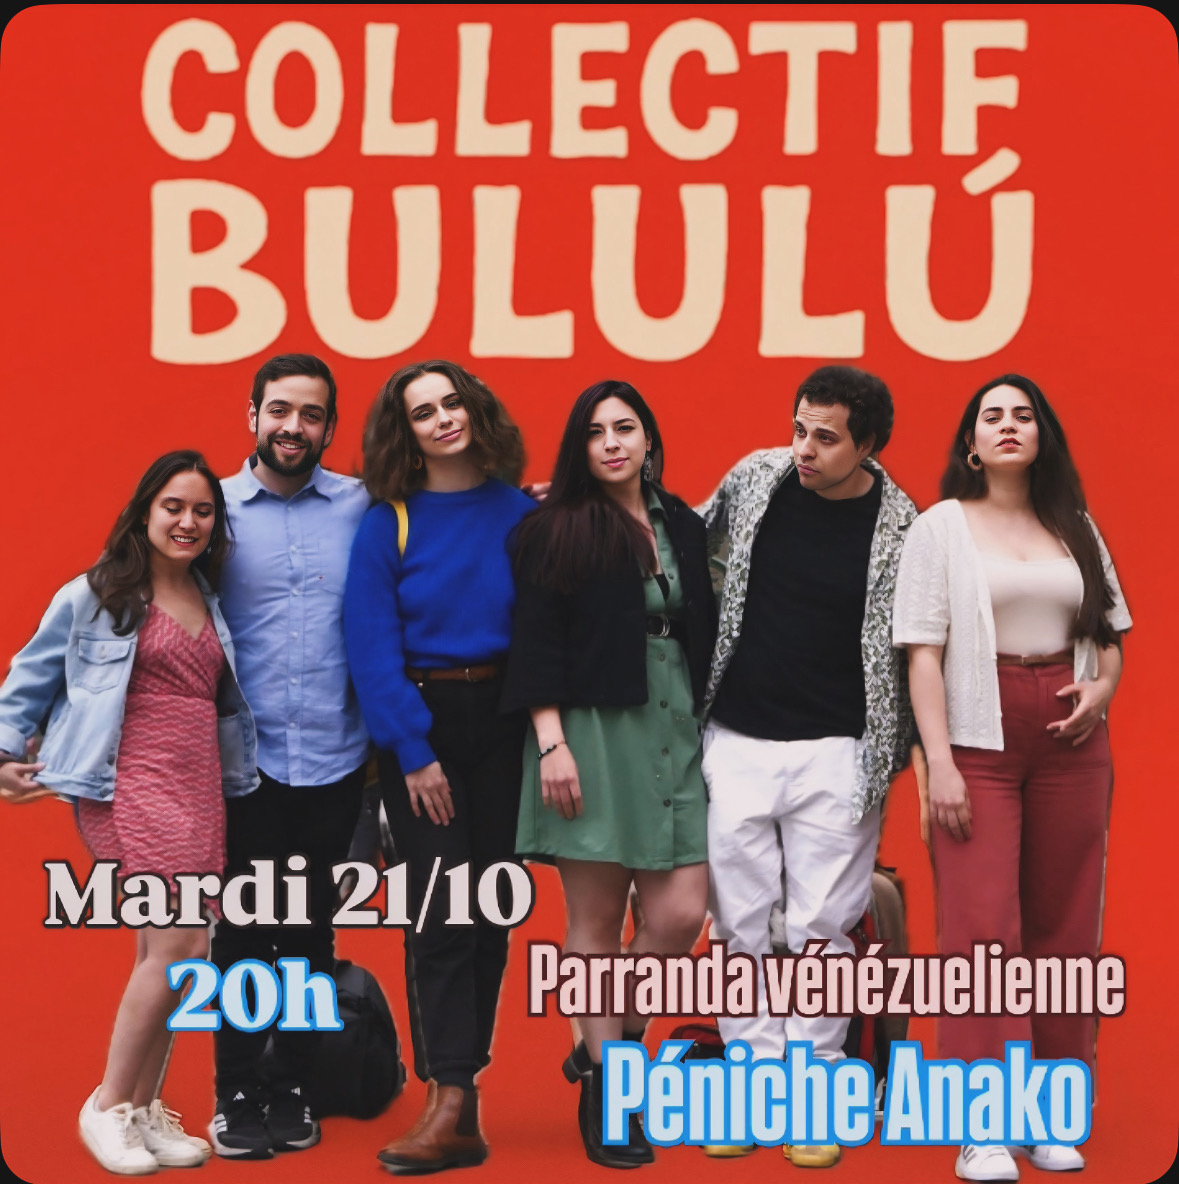 COLLECTIF
BULULÚ
Mardi 21/10
20h
Parranda vénézuelienne
Péniche Anako